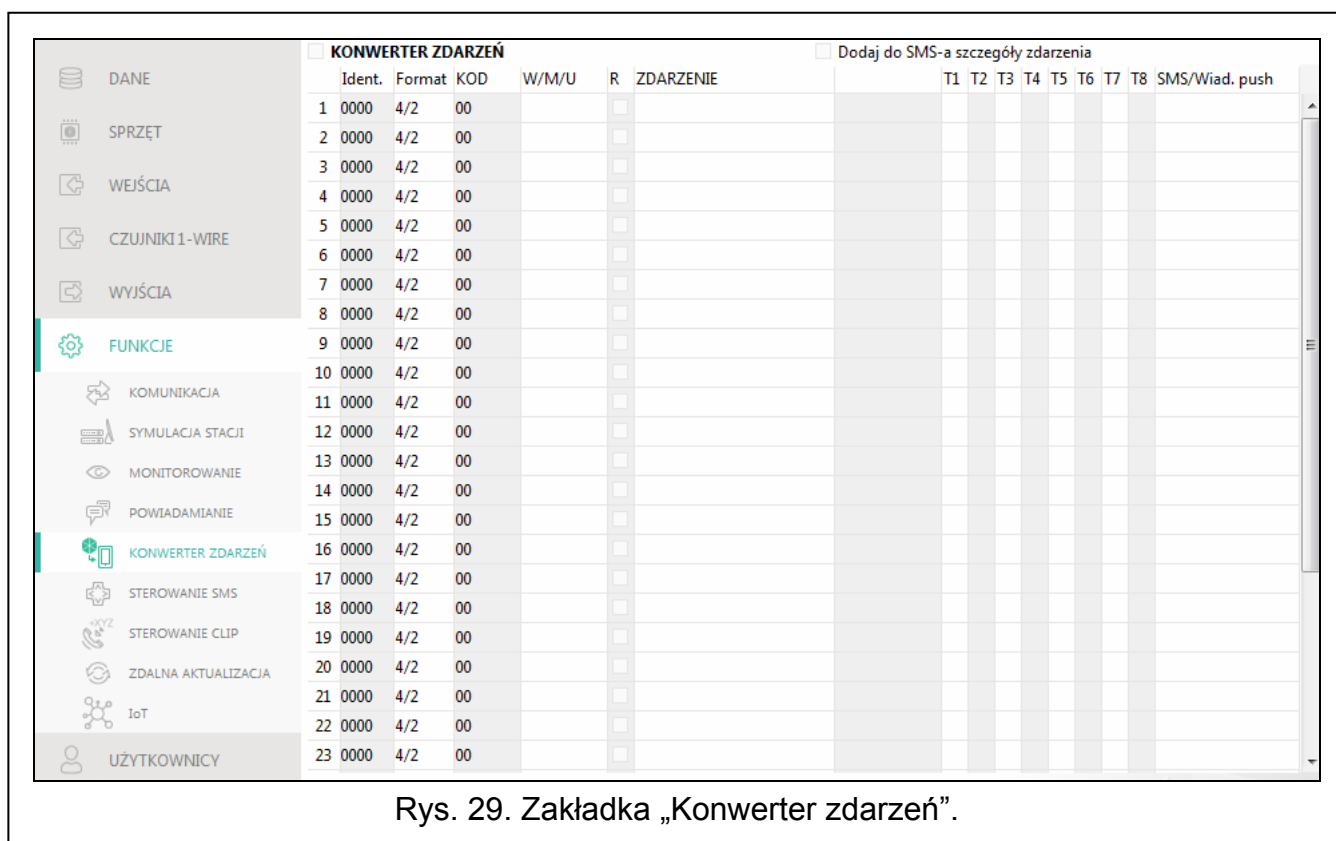 DANE
SPRZĘT
WEJŚCIA
CZUJNIKI 1-WIRE
WYJŚCIA
FUNKCJE
KOMUNIKACJA
SYMULACJA STACJI
MONITOROWANIE
POWIADAMIANIE
KONWERTER ZDARZEŃ
STEROWANIE SMS
+XYZ
STEROWANIE CLIP
ZDALNA AKTUALIZACJA
IoT
UŻYTKOWNICY
KONWERTER ZDARZEŃ Dodaj do SMS-a szczegóły zdarzenia
Ident. Format KOD W/M/U R ZDARZENIE T1 T2 T3 T4 T5 T6 T7 T8 SMS/Wiad. push
1 0000 4/2 00
2 0000 4/2 00
3 0000 4/2 00
4 0000 4/2 00
5 0000 4/2 00
6 0000 4/2 00
7 0000 4/2 00
8 0000 4/2 00
9 0000 4/2 00
10 0000 4/2 00
11 0000 4/2 00
12 0000 4/2 00
13 0000 4/2 00
14 0000 4/2 00
15 0000 4/2 00
16 0000 4/2 00
17 0000 4/2 00
18 0000 4/2 00
19 0000 4/2 00
20 0000 4/2 00
21 0000 4/2 00
22 0000 4/2 00
23 0000 4/2 00
Rys. 29. Zakładka „Konwerter zdarzeń”.